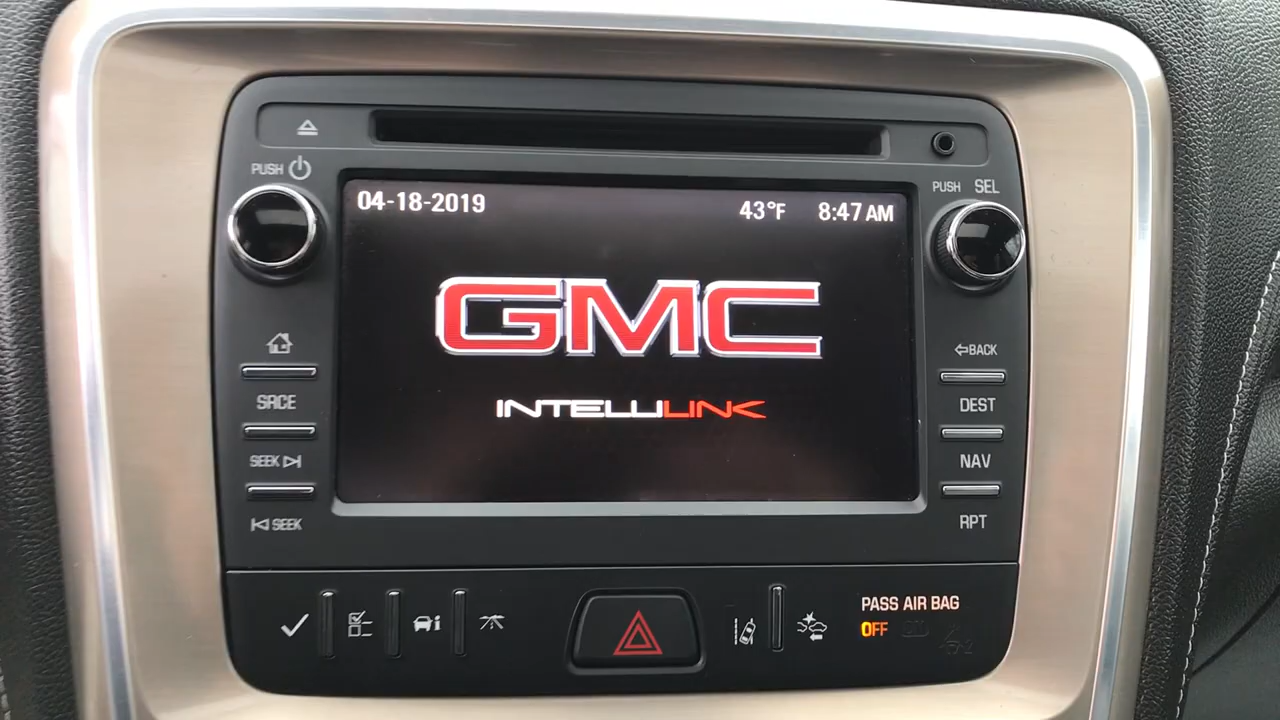 PUSH
PUSH SEL
04-18-2019
43°F 8:47 AM
GMC
INTELLILINK
SRCE
SEEK
SEEK
BACK
DEST
NAV
RPT
PASS AIR BAG
OFF